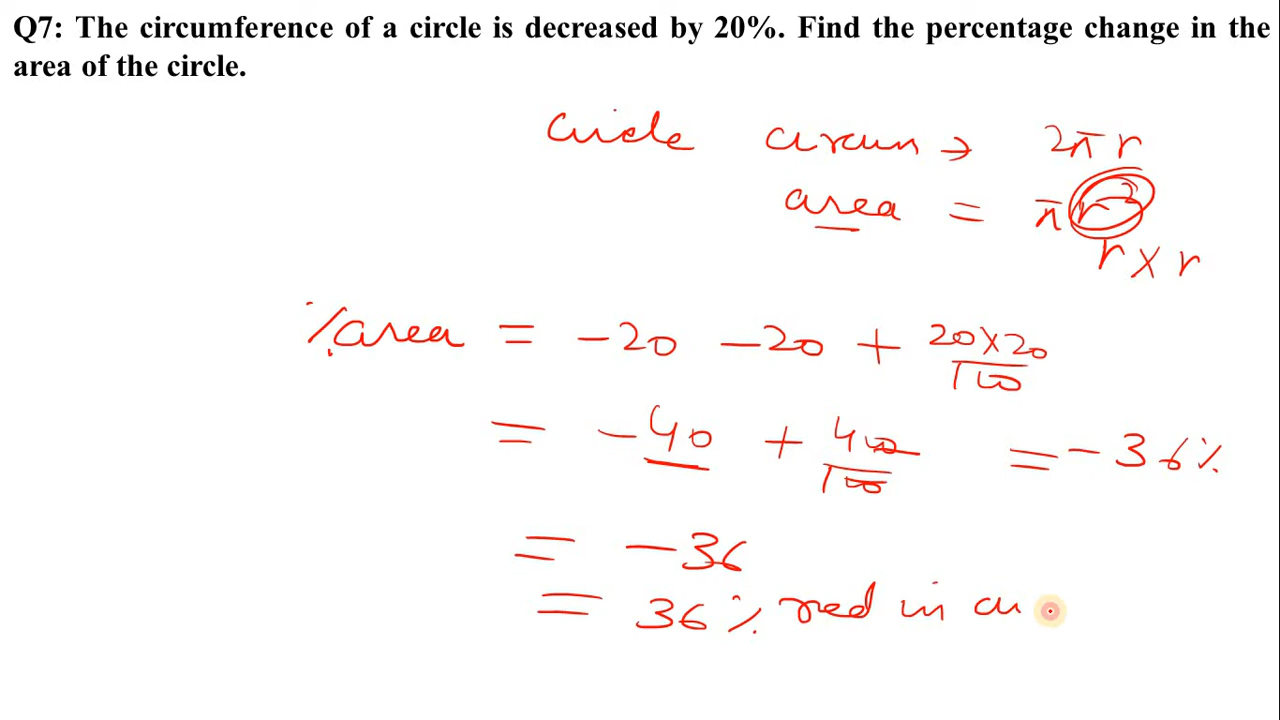 Q7: The circumference of a circle is decreased by 20%. Find the percentage change in the
area of the circle.
Circle circum → 2πr
area = πr²
r × r
% area = -20 -20 + 20×20/100
= -40 + 400/100 = -36%
= -36
= 36% red in